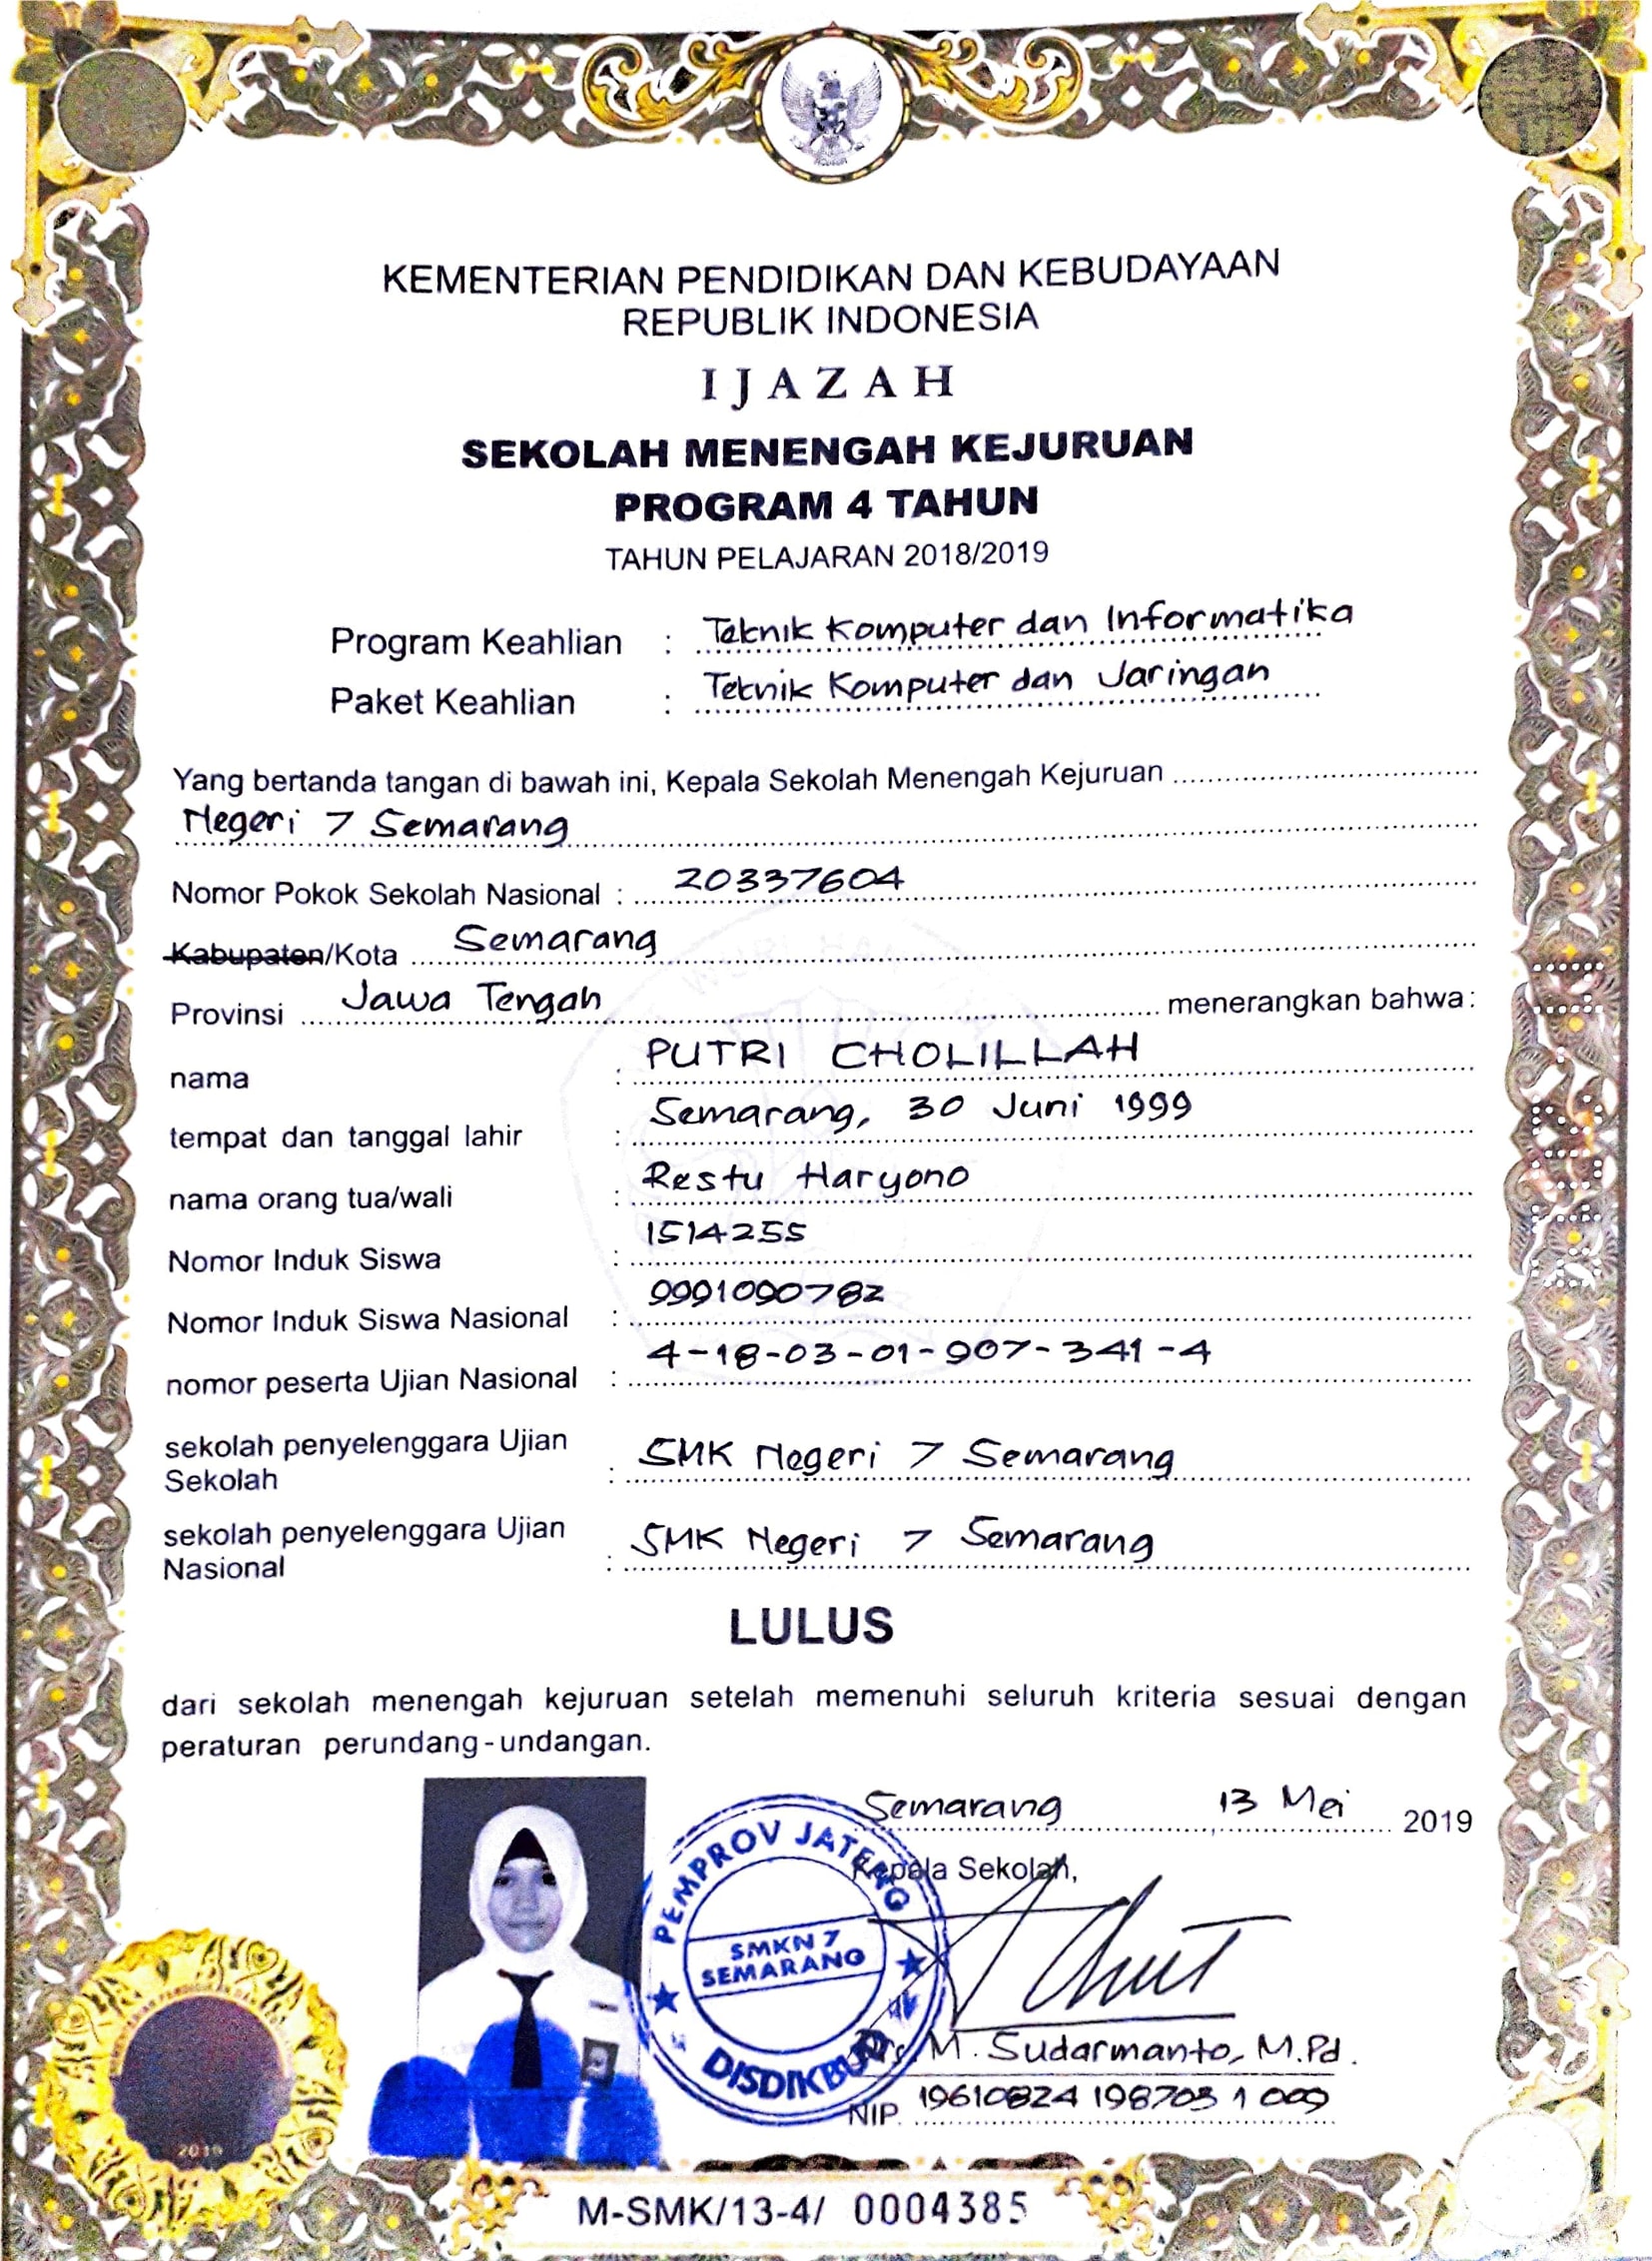 KEMENTERIAN PENDIDIKAN DAN KEBUDAYAAN
REPUBLIK INDONESIA
IJAZAH
SEKOLAH MENENGAH KEJURUAN
PROGRAM 4 TAHUN
TAHUN PELAJARAN 2018/2019
Program Keahlian : Teknik Komputer dan Informatika
Paket Keahlian : Teknik Komputer dan Jaringan
Yang bertanda tangan di bawah ini, Kepala Sekolah Menengah Kejuruan
Negeri 7 Semarang
Nomor Pokok Sekolah Nasional : 20337604
Kabupaten/Kota Semarang
Provinsi Jawa Tengah menerangkan bahwa:
nama : PUTRI CHOLILLAH
tempat dan tanggal lahir : Semarang, 30 Juni 1999
nama orang tua/wali : Restu Haryono
Nomor Induk Siswa : 1514255
Nomor Induk Siswa Nasional : 9991090782
nomor peserta Ujian Nasional : 4-18-03-01-907-341-4
sekolah penyelenggara Ujian
Sekolah : SMK Negeri 7 Semarang
sekolah penyelenggara Ujian
Nasional : SMK Negeri 7 Semarang
LULUS
dari sekolah menengah kejuruan setelah memenuhi seluruh kriteria sesuai dengan
peraturan perundang-undangan.
Semarang, 13 Mei 2019
Kepala Sekolah,
PEMPROV JATENG
SMKN 7
SEMARANG
DISDIKBUD
Drs. M. Sudarmanto, M.Pd.
NIP. 19610824 198703 1 009
2019
M-SMK/13-4/ 0004385